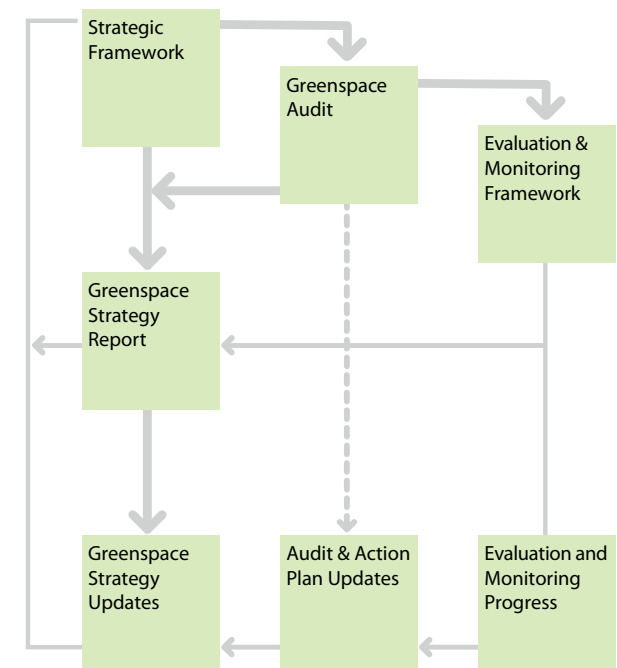 Strategic
Framework
Greenspace
Audit
Evaluation &
Monitoring
Framework
Greenspace
Strategy
Report
Greenspace
Strategy
Updates
Audit & Action
Plan Updates
Evaluation and
Monitoring
Progress